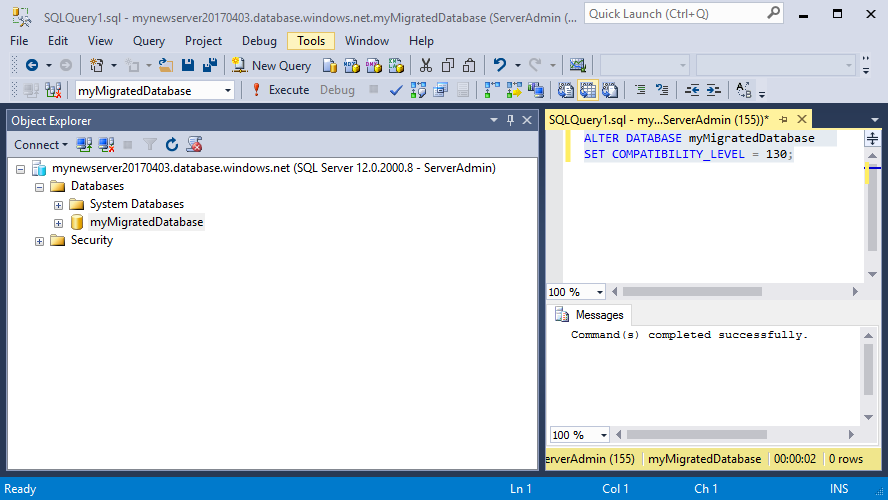 SQLQuery1.sql - mynewserver20170403.database.windows.net.myMigratedDatabase (ServerAdmin (...
Quick Launch (Ctrl+Q)
File Edit View Query Project Debug Tools Window Help
New Query
MDX DMX XMLA
myMigratedDatabase Execute Debug
Object Explorer
Connect
mynewserver20170403.database.windows.net (SQL Server 12.0.2000.8 - ServerAdmin)
Databases
System Databases
myMigratedDatabase
Security
SQLQuery1.sql - my...ServerAdmin (155))*
ALTER DATABASE myMigratedDatabase
SET COMPATIBILITY_LEVEL = 130;
100 %
Messages
Command(s) completed successfully.
100 %
erverAdmin (155) myMigratedDatabase 00:00:02 0 rows
Ready Ln 1 Col 1 Ch 1 INS